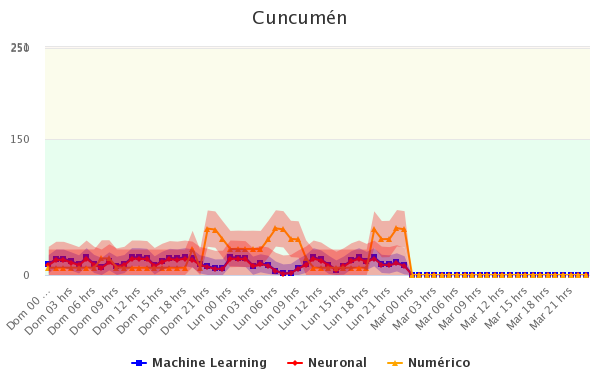 Cuncumén
150
0
Dom 00 ...
Dom 03 hrs
Dom 06 hrs
Dom 09 hrs
Dom 12 hrs
Dom 15 hrs
Dom 18 hrs
Dom 21 hrs
Lun 00 hrs
Lun 03 hrs
Lun 06 hrs
Lun 09 hrs
Lun 12 hrs
Lun 15 hrs
Lun 18 hrs
Lun 21 hrs
Mar 00 hrs
Mar 03 hrs
Mar 06 hrs
Mar 09 hrs
Mar 12 hrs
Mar 15 hrs
Mar 18 hrs
Mar 21 hrs
Machine Learning Neuronal Numérico